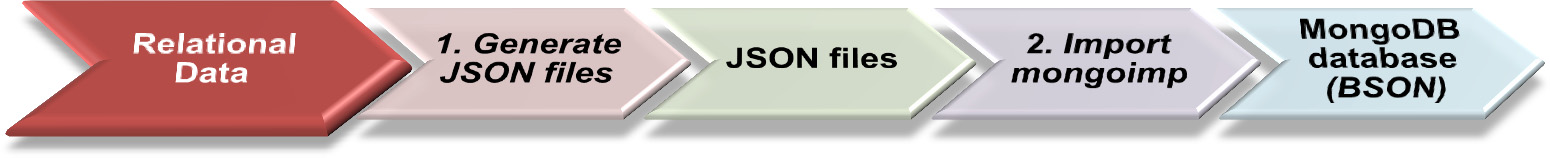 Relational
Data
1. Generate
JSON files
JSON files
2. Import
mongoimp
MongoDB
database
(BSON)